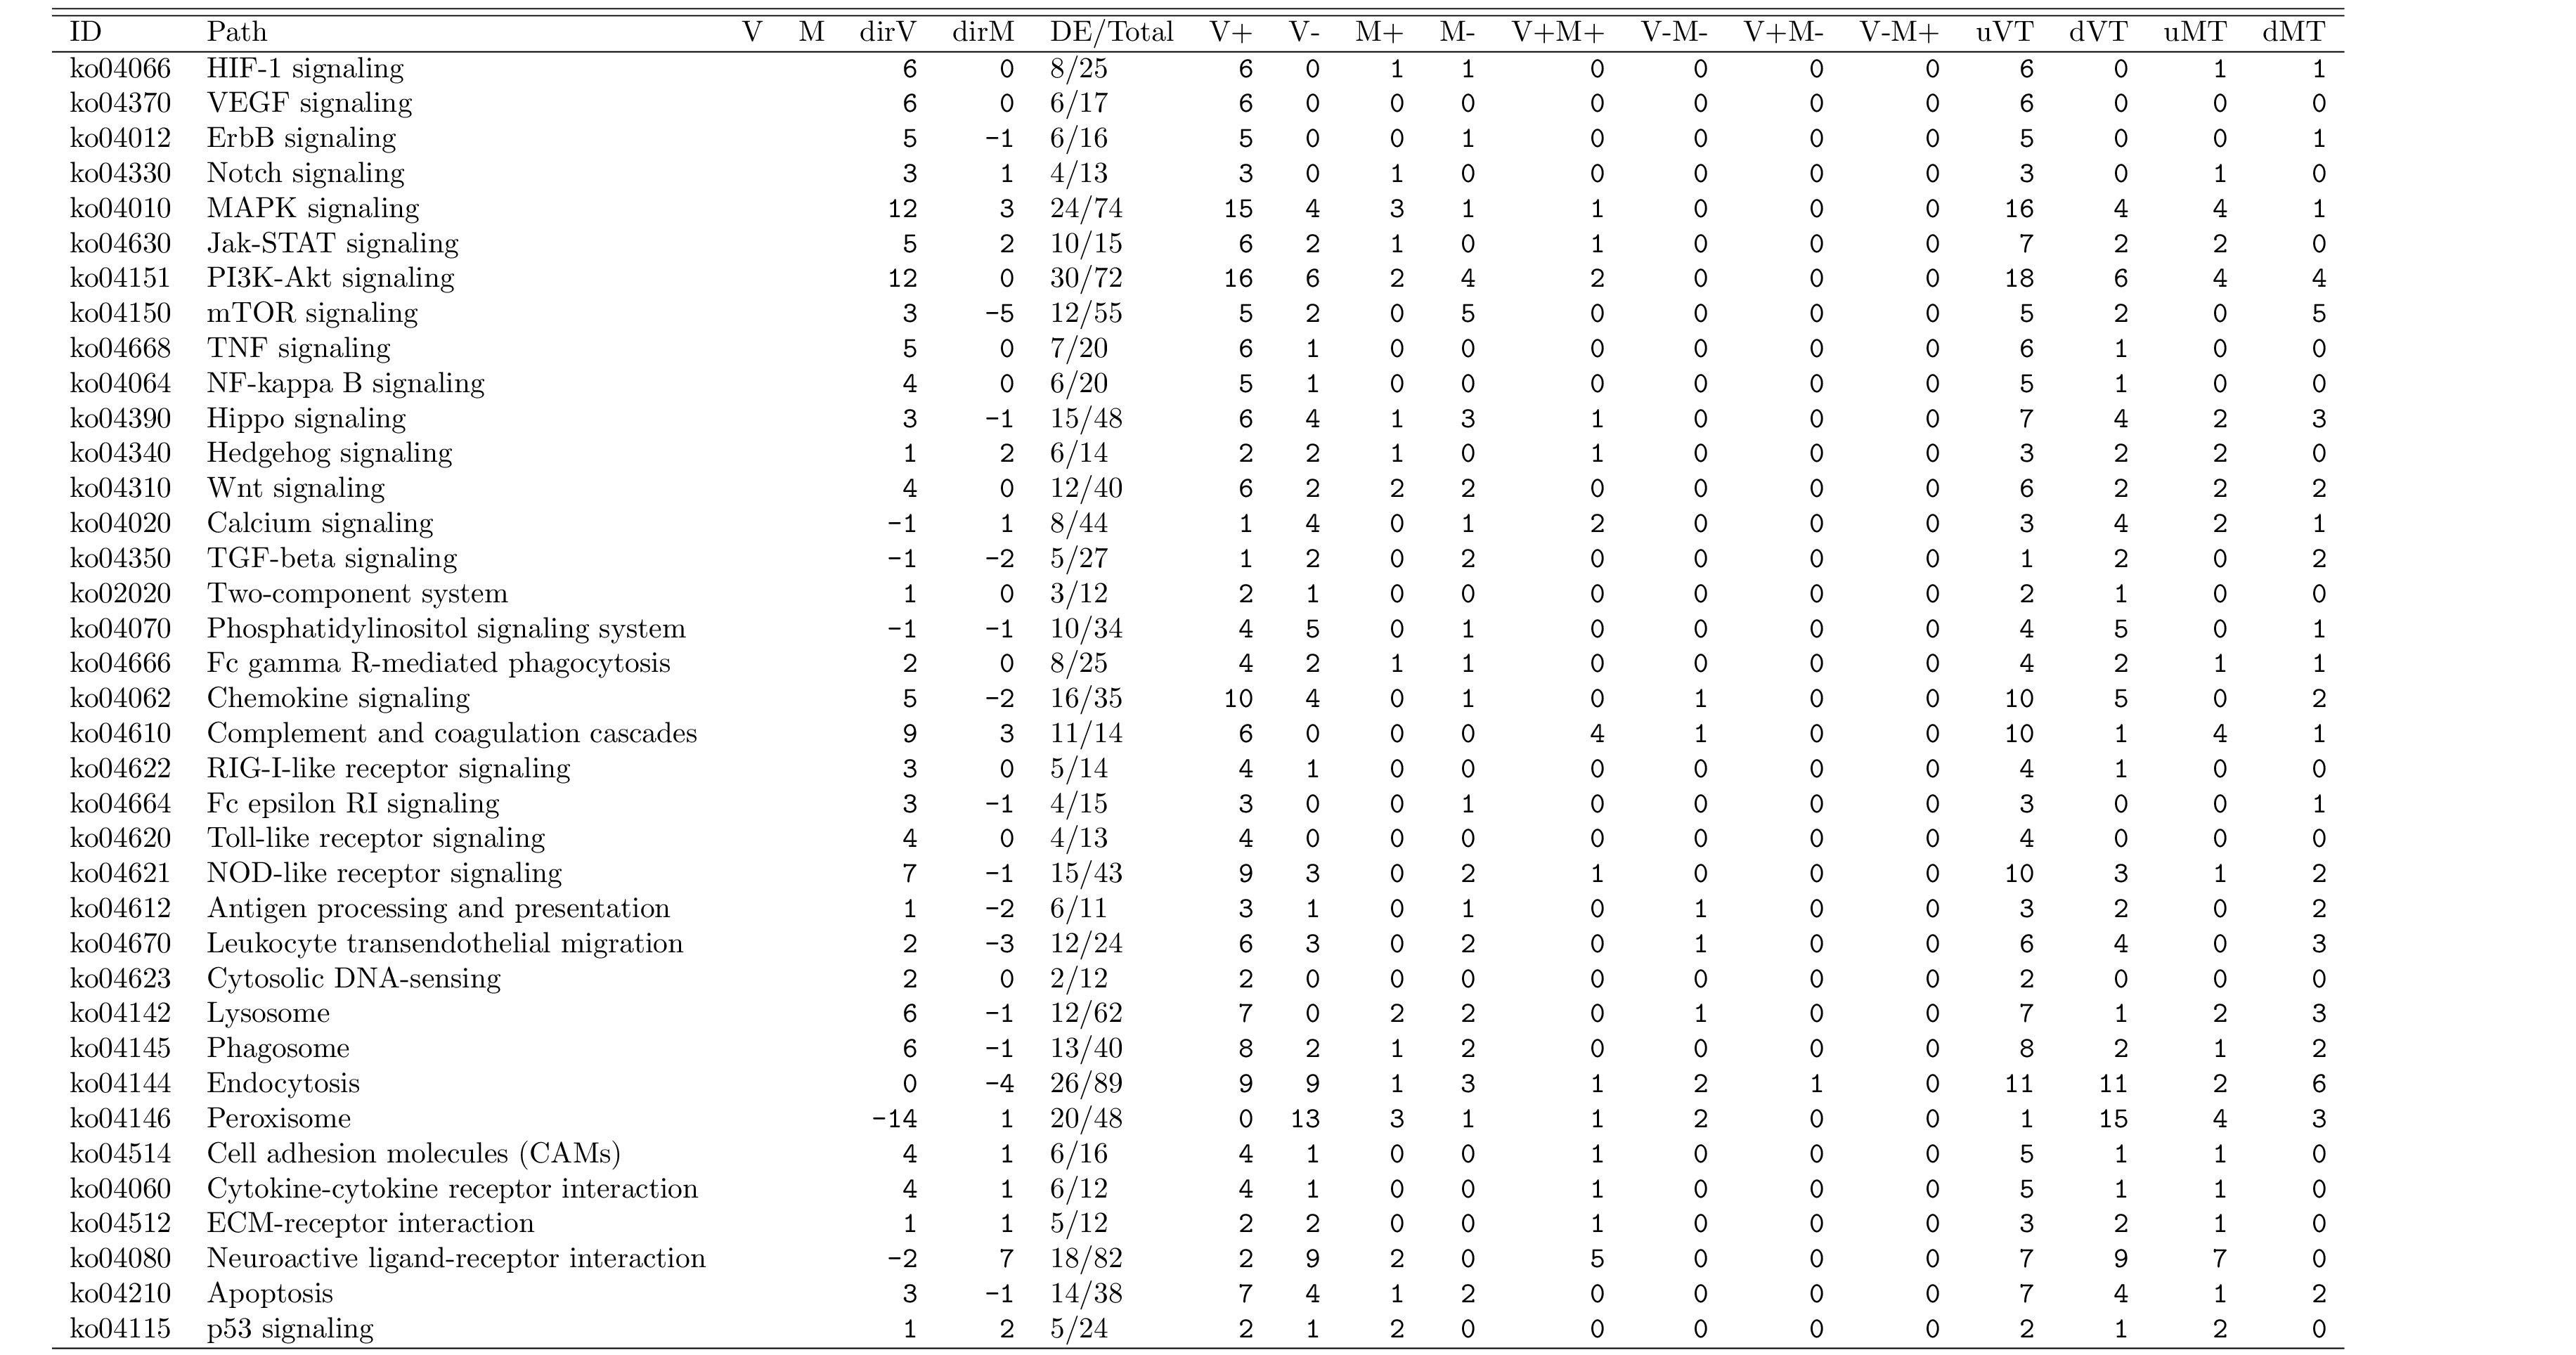 ID Path V M dirV dirM DE/Total V+ V- M+ M- V+M+ V-M- V+M- V-M+ uVT dVT uMT dMT
ko04066 HIF-1 signaling 6 0 8/25 6 0 1 1 0 0 0 0 6 0 1 1
ko04370 VEGF signaling 6 0 6/17 6 0 0 0 0 0 0 0 6 0 0 0
ko04012 ErbB signaling 5 −1 6/16 5 0 0 1 0 0 0 0 5 0 0 1
ko04330 Notch signaling 3 1 4/13 3 0 1 0 0 0 0 0 3 0 1 0
ko04010 MAPK signaling 12 3 24/74 15 4 3 1 1 0 0 0 16 4 4 1
ko04630 Jak-STAT signaling 5 2 10/15 6 2 1 0 1 0 0 0 7 2 2 0
ko04151 PI3K-Akt signaling 12 0 30/72 16 6 2 4 2 0 0 0 18 6 4 4
ko04150 mTOR signaling 3 −5 12/55 5 2 0 5 0 0 0 0 5 2 0 5
ko04668 TNF signaling 5 0 7/20 6 1 0 0 0 0 0 0 6 1 0 0
ko04064 NF-kappa B signaling 4 0 6/20 5 1 0 0 0 0 0 0 5 1 0 0
ko04390 Hippo signaling 3 −1 15/48 6 4 1 3 1 0 0 0 7 4 2 3
ko04340 Hedgehog signaling 1 2 6/14 2 2 1 0 1 0 0 0 3 2 2 0
ko04310 Wnt signaling 4 0 12/40 6 2 2 2 0 0 0 0 6 2 2 2
ko04020 Calcium signaling −1 1 8/44 1 4 0 1 2 0 0 0 3 4 2 1
ko04350 TGF-beta signaling −1 −2 5/27 1 2 0 2 0 0 0 0 1 2 0 2
ko02020 Two-component system 1 0 3/12 2 1 0 0 0 0 0 0 2 1 0 0
ko04070 Phosphatidylinositol signaling system −1 −1 10/34 4 5 0 1 0 0 0 0 4 5 0 1
ko04666 Fc gamma R-mediated phagocytosis 2 0 8/25 4 2 1 1 0 0 0 0 4 2 1 1
ko04062 Chemokine signaling 5 −2 16/35 10 4 0 1 0 1 0 0 10 5 0 2
ko04610 Complement and coagulation cascades 9 3 11/14 6 0 0 0 4 1 0 0 10 1 4 1
ko04622 RIG-I-like receptor signaling 3 0 5/14 4 1 0 0 0 0 0 0 4 1 0 0
ko04664 Fc epsilon RI signaling 3 −1 4/15 3 0 0 1 0 0 0 0 3 0 0 1
ko04620 Toll-like receptor signaling 4 0 4/13 4 0 0 0 0 0 0 0 4 0 0 0
ko04621 NOD-like receptor signaling 7 −1 15/43 9 3 0 2 1 0 0 0 10 3 1 2
ko04612 Antigen processing and presentation 1 −2 6/11 3 1 0 1 0 1 0 0 3 2 0 2
ko04670 Leukocyte transendothelial migration 2 −3 12/24 6 3 0 2 0 1 0 0 6 4 0 3
ko04623 Cytosolic DNA-sensing 2 0 2/12 2 0 0 0 0 0 0 0 2 0 0 0
ko04142 Lysosome 6 −1 12/62 7 0 2 2 0 1 0 0 7 1 2 3
ko04145 Phagosome 6 −1 13/40 8 2 1 2 0 0 0 0 8 2 1 2
ko04144 Endocytosis 0 −4 26/89 9 9 1 3 1 2 1 0 11 11 2 6
ko04146 Peroxisome −14 1 20/48 0 13 3 1 1 2 0 0 1 15 4 3
ko04514 Cell adhesion molecules (CAMs) 4 1 6/16 4 1 0 0 1 0 0 0 5 1 1 0
ko04060 Cytokine-cytokine receptor interaction 4 1 6/12 4 1 0 0 1 0 0 0 5 1 1 0
ko04512 ECM-receptor interaction 1 1 5/12 2 2 0 0 1 0 0 0 3 2 1 0
ko04080 Neuroactive ligand-receptor interaction −2 7 18/82 2 9 2 0 5 0 0 0 7 9 7 0
ko04210 Apoptosis 3 −1 14/38 7 4 1 2 0 0 0 0 7 4 1 2
ko04115 p53 signaling 1 2 5/24 2 1 2 0 0 0 0 0 2 1 2 0